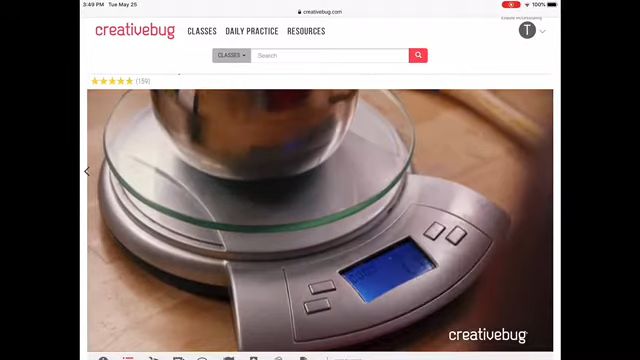 3:49 PM Tue May 25
100%
creativebug.com
creativebug
CLASSES DAILY PRACTICE RESOURCES
T
CLASSES Search
(159)
creativebug